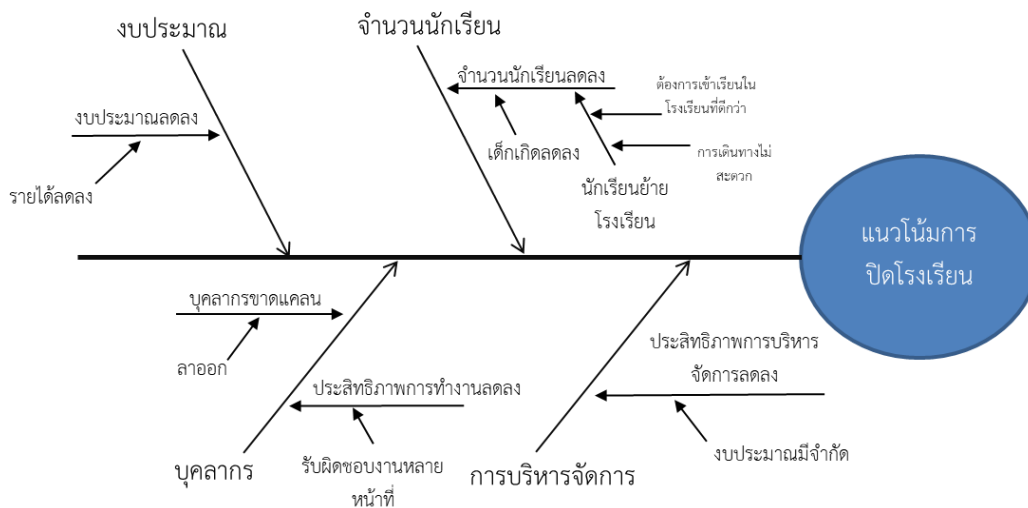 งบประมาณ
จำนวนนักเรียน
จำนวนนักเรียนลดลง
ต้องการเข้าเรียนใน
โรงเรียนที่ดีกว่า
งบประมาณลดลง
เด็กเกิดลดลง
การเดินทางไม่
สะดวก
รายได้ลดลง
นักเรียนย้าย
โรงเรียน
แนวโน้มการ
ปิดโรงเรียน
บุคลากรขาดแคลน
ลาออก
ประสิทธิภาพการบริหาร
จัดการลดลง
ประสิทธิภาพการทำงานลดลง
งบประมาณมีจำกัด
บุคลากร
รับผิดชอบงานหลาย
หน้าที่
การบริหารจัดการ